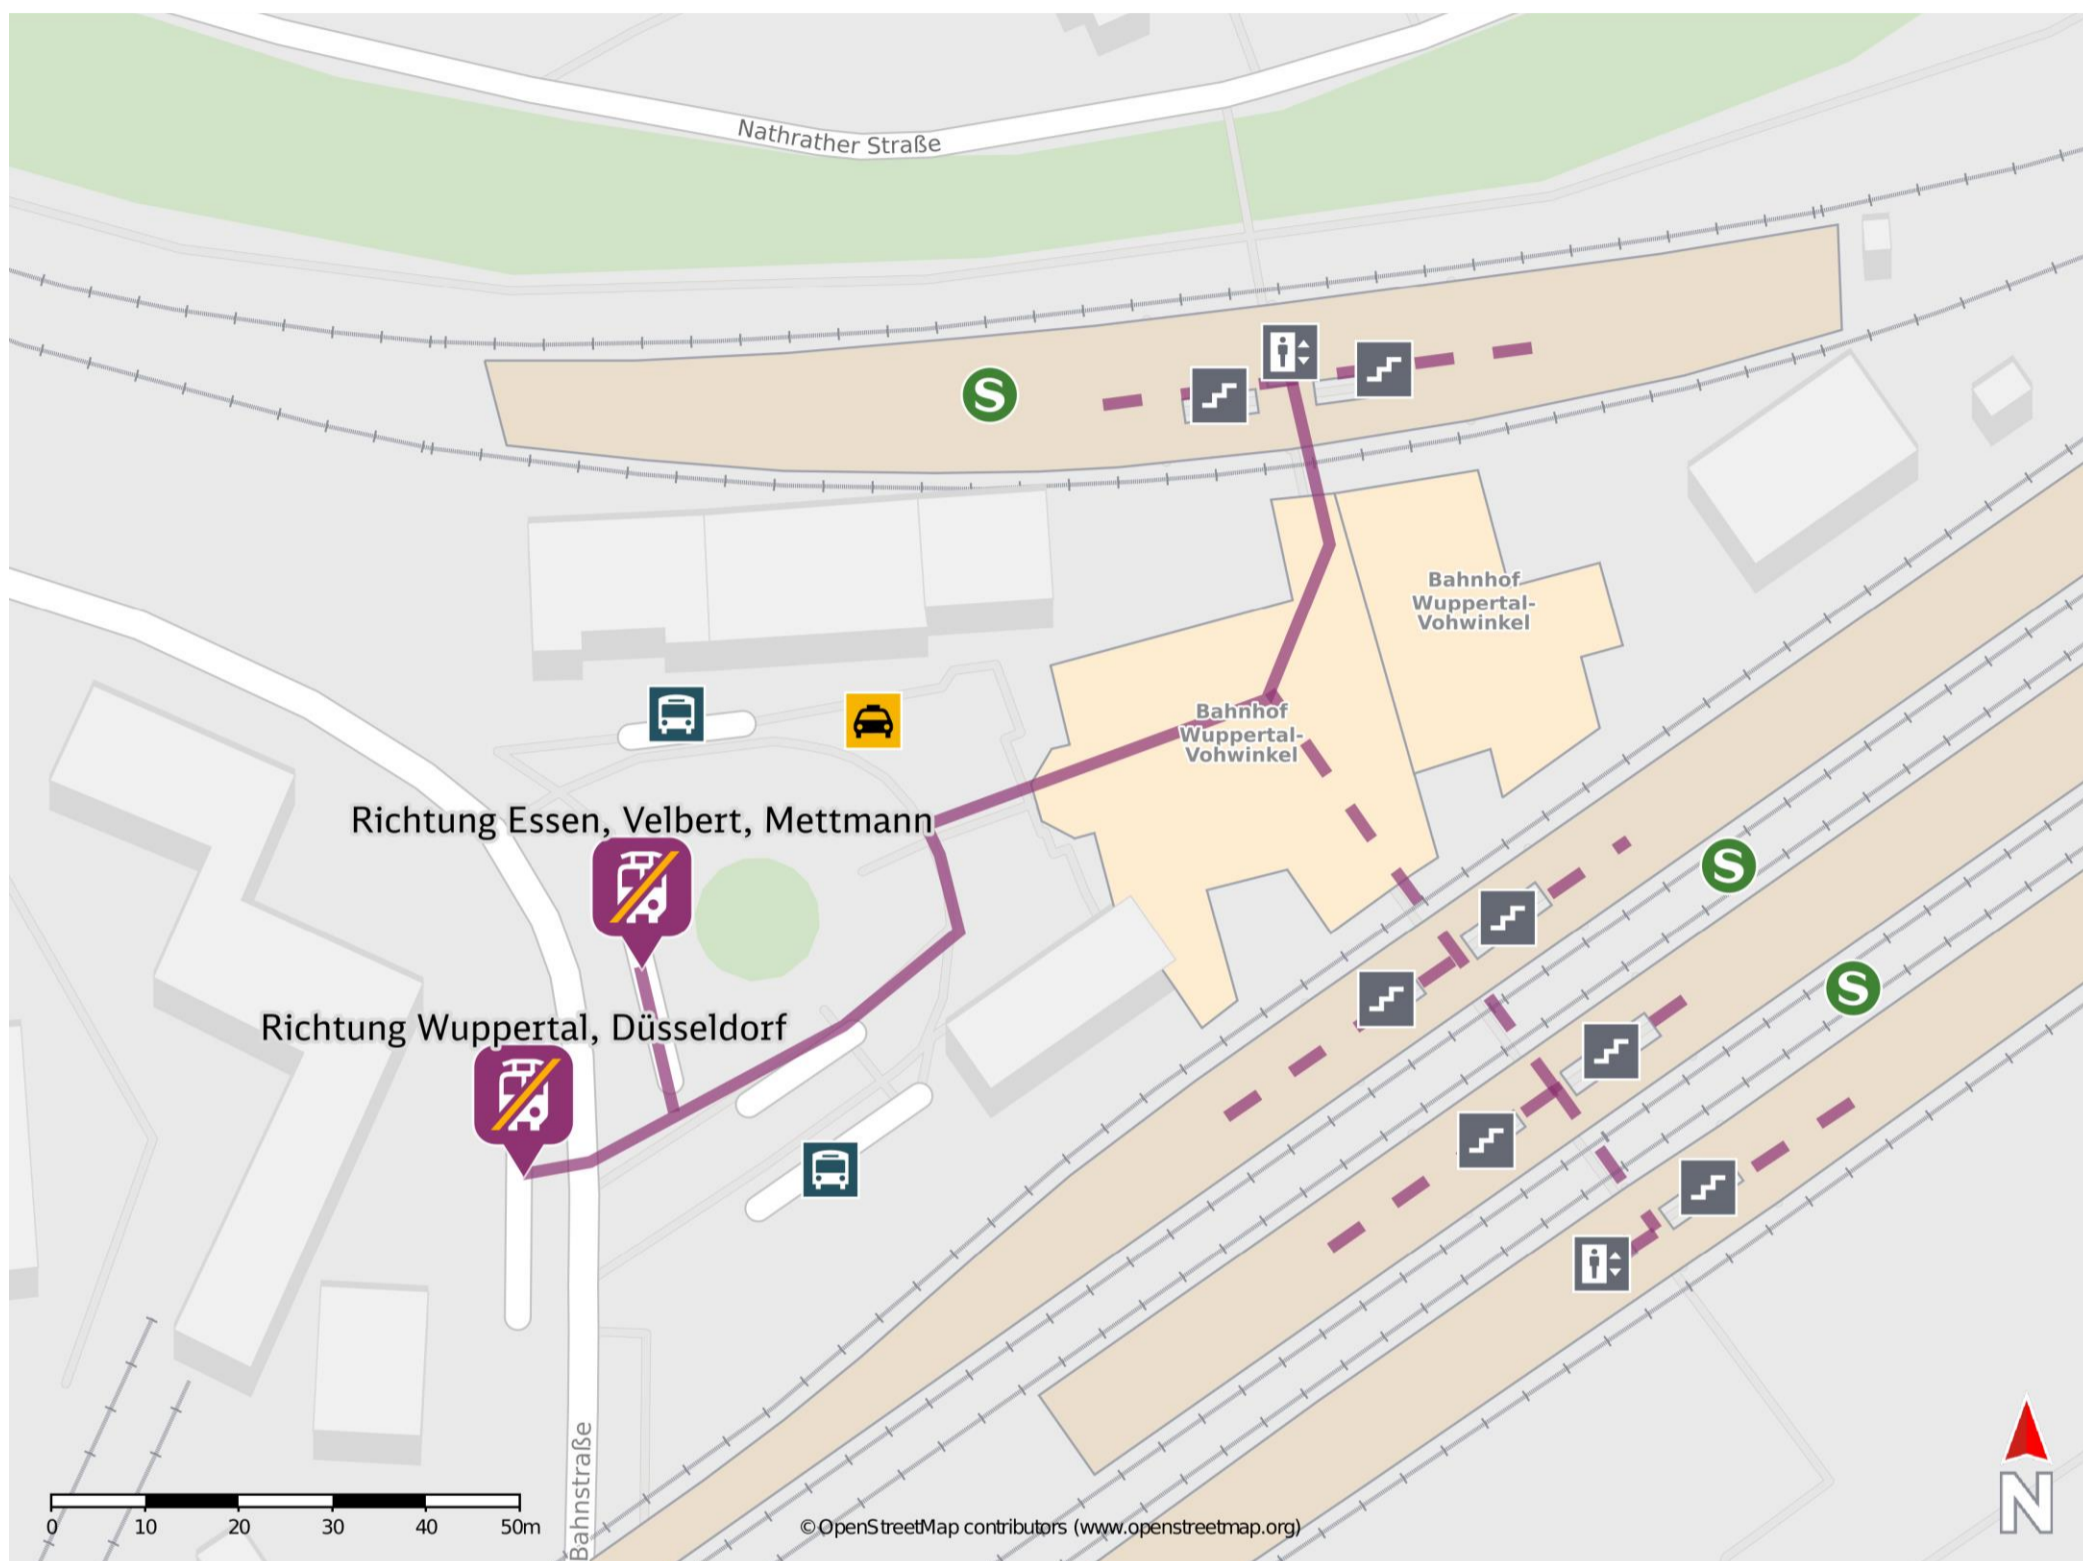 Nathrather Straße
S
Bahnhof
Wuppertal-
Vohwinkel
Bahnhof
Wuppertal-
Vohwinkel
Richtung Essen, Velbert, Mettmann
S
S
Richtung Wuppertal, Düsseldorf
Bahnstraße
N
0 10 20 30 40 50m
© OpenStreetMap contributors (www.openstreetmap.org)